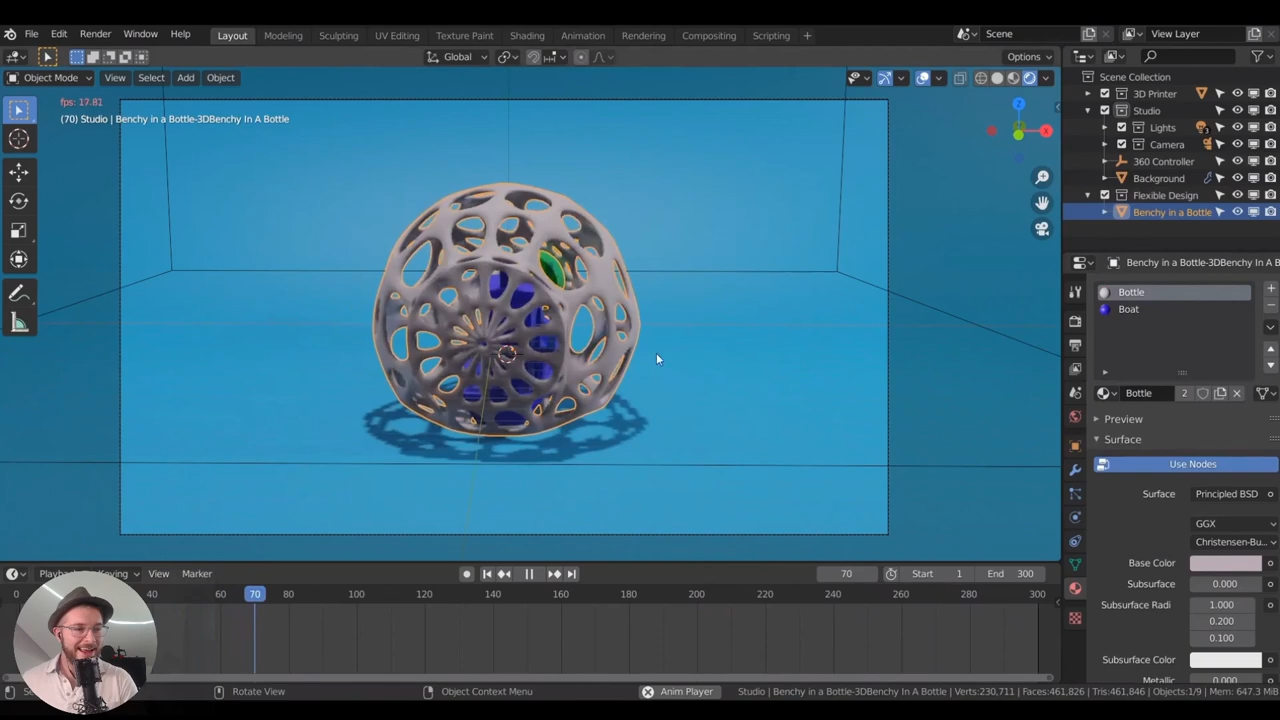 File Edit Render Window Help Layout Modeling Sculpting UV Editing Texture Paint Shading Animation Rendering Compositing Scripting + Scene View Layer
Global Options
Object Mode View Select Add Object
fps: 17.81
(70) Studio | Benchy in a Bottle-3DBenchy In A Bottle
Z
X
Scene Collection
3D Printer
Studio
Lights 3
Camera
360 Controller
Background
Flexible Design
Benchy in a Bottle
Benchy in a Bottle-3DBenchy In A B
Bottle
Boat
Bottle 2
Preview
Surface
Use Nodes
Surface Principled BSD
GGX
Christensen-Bu...
Base Color
Subsurface 0.000
Subsurface Radi 1.000
0.200
0.100
Subsurface Color
Metallic 0.000
Playback Keying View Marker 70 Start 1 End 300
0 40 60 70 80 100 120 140 160 180 200 220 240 260 280 300
Rotate View Object Context Menu Anim Player Studio | Benchy in a Bottle-3DBenchy In A Bottle | Verts:230,711 | Faces:461,826 | Tris:461,846 | Objects:1/9 | Mem: 647.3 MiB